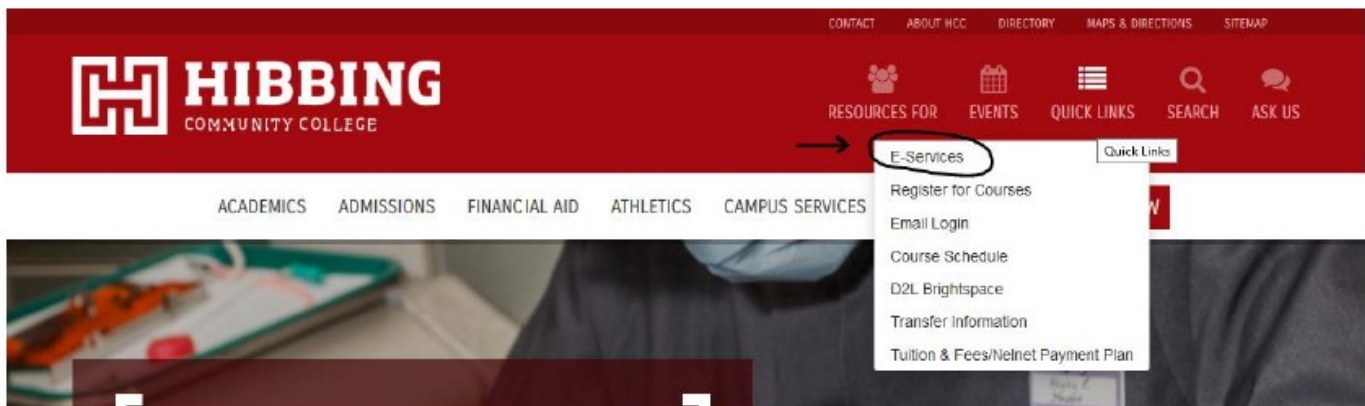 CONTACT ABOUT HCC DIRECTORY MAPS & DIRECTIONS SITEMAP
HIBBING
COMMUNITY COLLEGE
RESOURCES FOR EVENTS QUICK LINKS SEARCH ASK US
E-Services
Quick Links
Register for Courses
ACADEMICS ADMISSIONS FINANCIAL AID ATHLETICS CAMPUS SERVICES W
Email Login
Course Schedule
D2L Brightspace
Transfer Information
Tuition & Fees/Nelnet Payment Plan